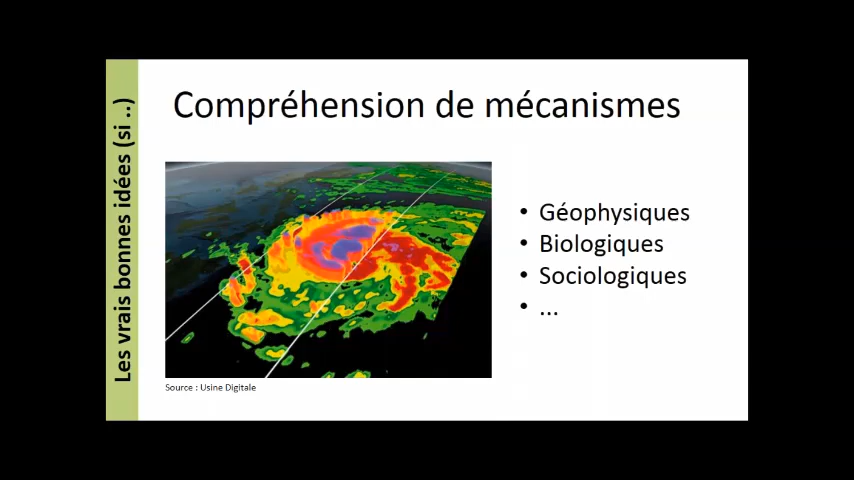 Les vrais bonnes idées (si ..)
Compréhension de mécanismes
• Géophysiques
• Biologiques
• Sociologiques
• ...
Source : Usine Digitale